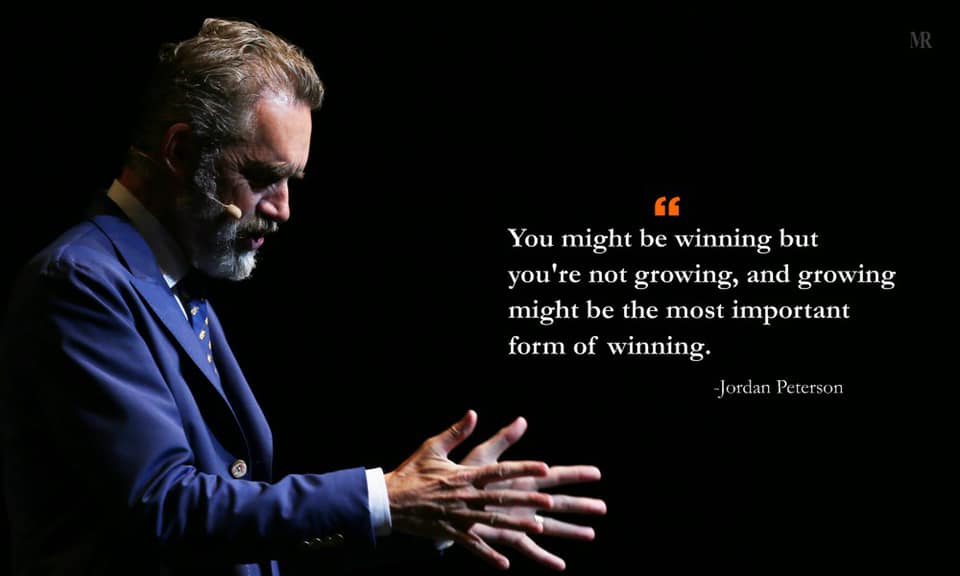 MR
“
You might be winning but
you're not growing, and growing
might be the most important
form of winning.
-Jordan Peterson